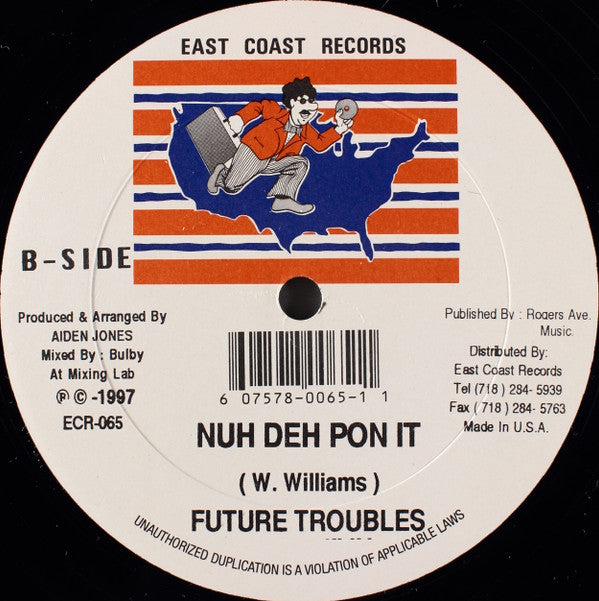 EAST COAST RECORDS
B-SIDE
Produced & Arranged By
AIDEN JONES
Mixed By : Bulby
At Mixing Lab
℗ © -1997
ECR-065
Published By : Rogers Ave.
Music.
Distributed By:
East Coast Records
Tel (718 ) 284- 5939
Fax ( 718 ) 284- 5763
Made In U.S.A.
6 07578-0065-1 1
NUH DEH PON IT
( W. Williams )
FUTURE TROUBLES
UNAUTHORIZED DUPLICATION IS A VIOLATION OF APPLICABLE LAWS